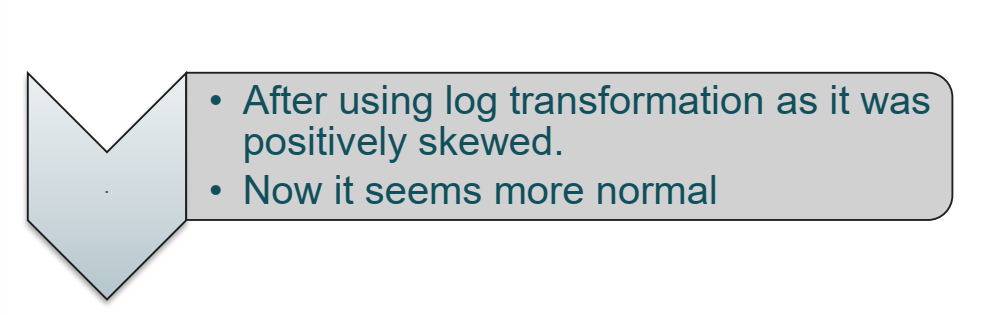 • After using log transformation as it was
positively skewed.
• Now it seems more normal
.